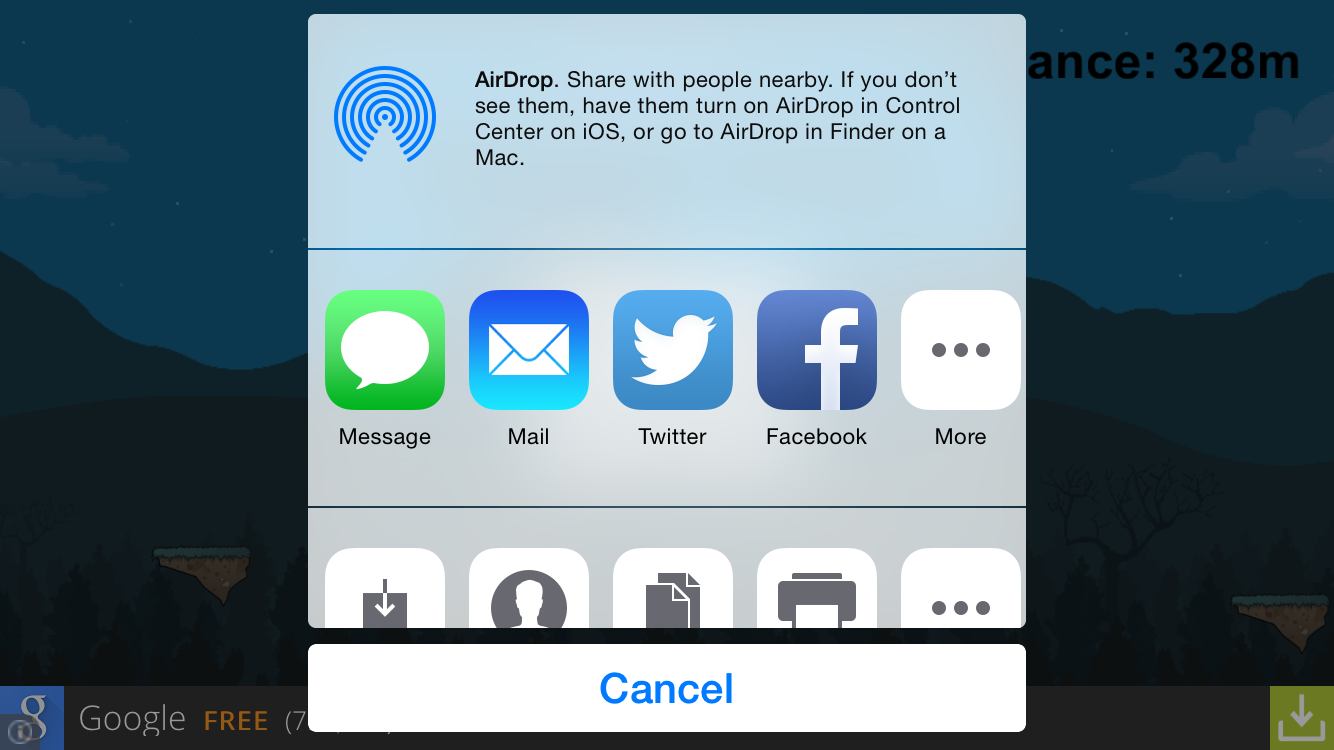 AirDrop. Share with people nearby. If you don’t
see them, have them turn on AirDrop in Control
Center on iOS, or go to AirDrop in Finder on a
Mac.
ance: 328m
Message
Mail
Twitter
Facebook
More
Cancel
Google FREE (7